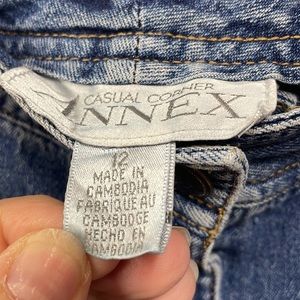 CASUAL CORNER
ANNEX
12
MADE IN
CAMBODIA
FABRIQUE AU
CAMBODGE
HECHO EN
CAMBODIA